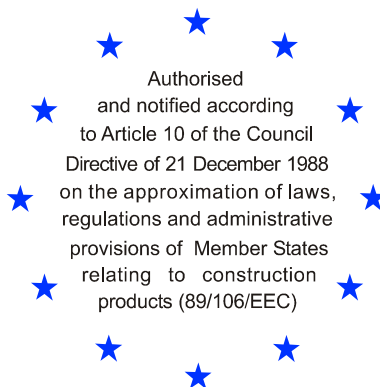 Authorised
and notified according
to Article 10 of the Council
Directive of 21 December 1988
on the approximation of laws,
regulations and administrative
provisions of Member States
relating to construction
products (89/106/EEC)